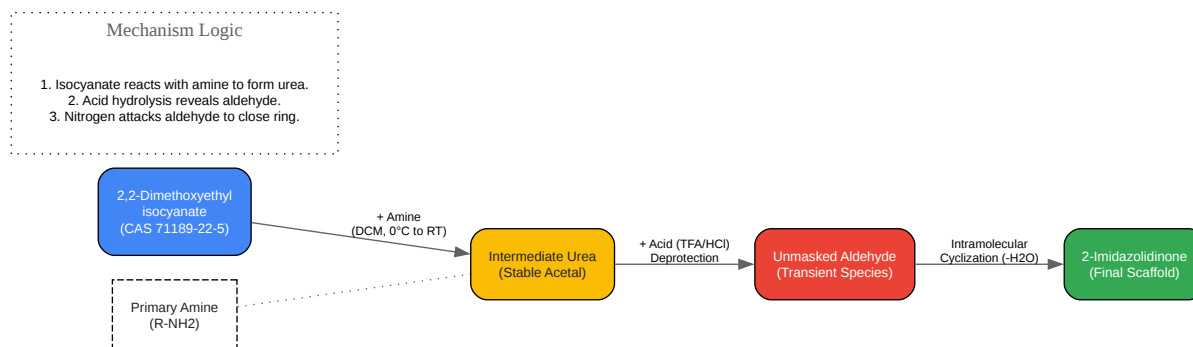 Mechanism Logic
1. Isocyanate reacts with amine to form urea.
2. Acid hydrolysis reveals aldehyde.
3. Nitrogen attacks aldehyde to close ring.
2,2-Dimethoxyethyl
isocyanate
(CAS 71189-22-5)
+ Amine
(DCM, 0°C to RT)
Intermediate Urea
(Stable Acetal)
+ Acid (TFA/HCl)
Deprotection
Unmasked Aldehyde
(Transient Species)
Intramolecular
Cyclization (-H2O)
2-Imidazolidinone
(Final Scaffold)
Primary Amine
(R-NH2)